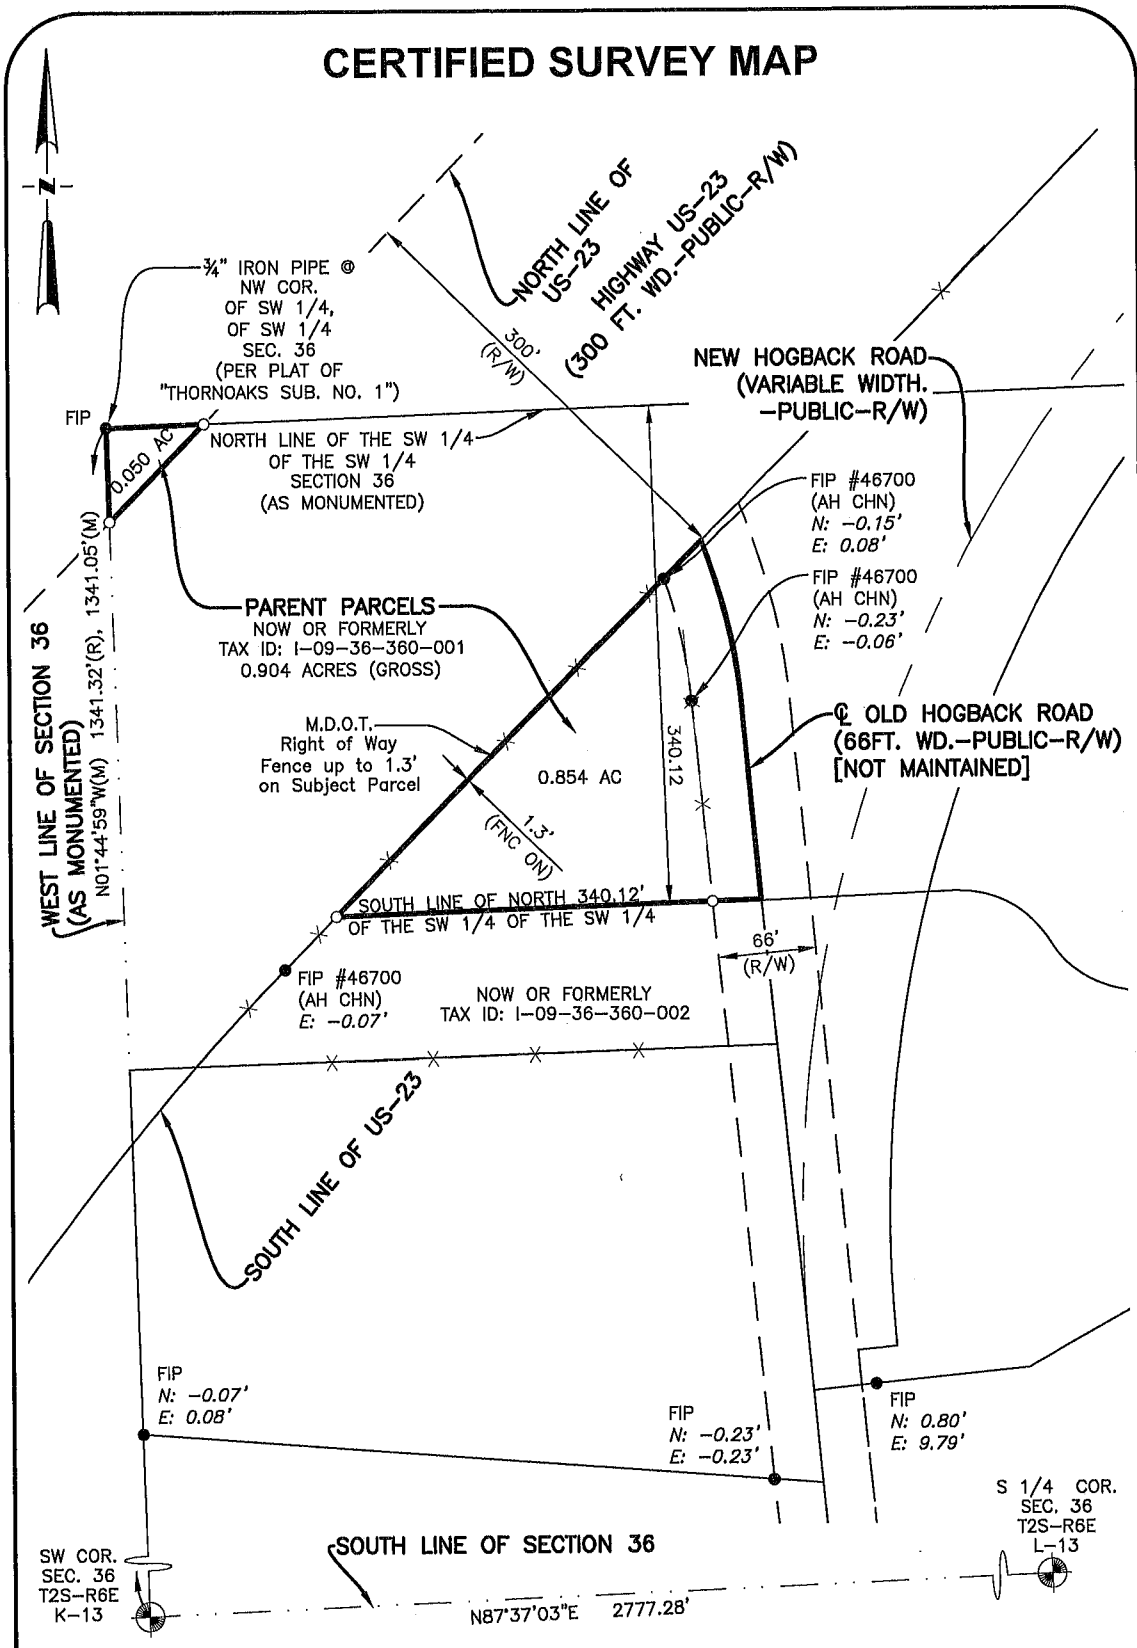 CERTIFIED SURVEY MAP
N
NORTH LINE OF
US-23
HIGHWAY US-23
(300 FT. WD.-PUBLIC-R/W)
300'
(R/W)
3/4" IRON PIPE @
NW COR.
OF SW 1/4,
OF SW 1/4
SEC. 36
(PER PLAT OF
"THORNOAKS SUB. NO. 1")
FIP
0.050 AC
NORTH LINE OF THE SW 1/4
OF THE SW 1/4
SECTION 36
(AS MONUMENTED)
NEW HOGBACK ROAD
(VARIABLE WIDTH.
-PUBLIC-R/W)
FIP #46700
(AH CHN)
N: -0.15'
E: 0.08'
FIP #46700
(AH CHN)
N: -0.23'
E: -0.06'
PARENT PARCELS
NOW OR FORMERLY
TAX ID: I-09-36-360-001
0.904 ACRES (GROSS)
WEST LINE OF SECTION 36
(AS MONUMENTED)
N01°44'59"W(M) 1341.32'(R), 1341.05'(M)
M.D.O.T.
Right of Way
Fence up to 1.3'
on Subject Parcel
0.854 AC
340.12
1.3'
(FNC ON)
℄ OLD HOGBACK ROAD
(66FT. WD.-PUBLIC-R/W)
[NOT MAINTAINED]
SOUTH LINE OF NORTH 340.12'
OF THE SW 1/4 OF THE SW 1/4
66'
(R/W)
FIP #46700
(AH CHN)
E: -0.07'
NOW OR FORMERLY
TAX ID: I-09-36-360-002
SOUTH LINE OF US-23
FIP
N: -0.07'
E: 0.08'
FIP
N: -0.23'
E: -0.23'
FIP
N: 0.80'
E: 9.79'
S 1/4 COR.
SEC. 36
T2S-R6E
L-13
SOUTH LINE OF SECTION 36
SW COR.
SEC. 36
T2S-R6E
K-13
N87°37'03"E 2777.28'